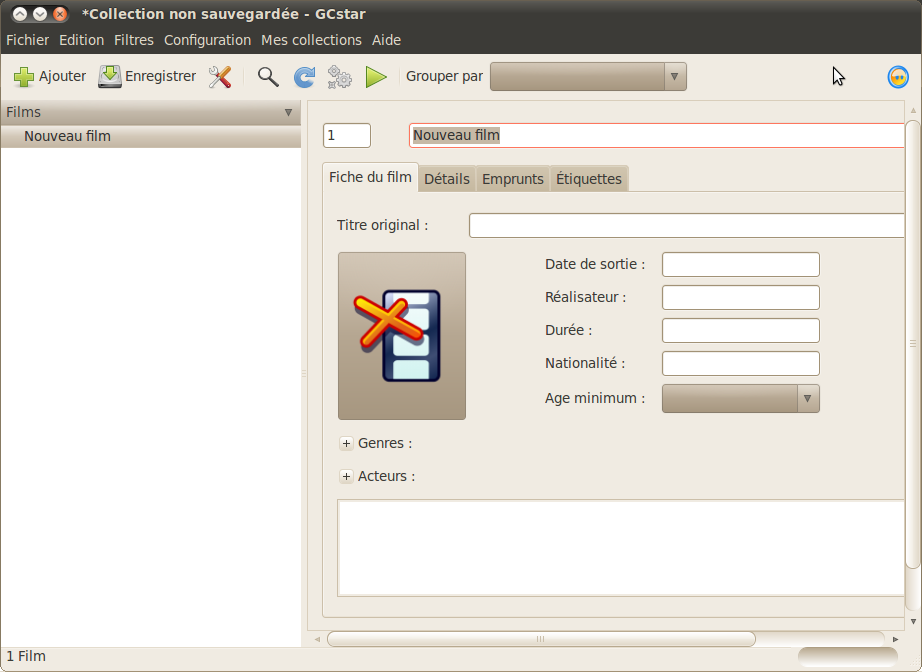 *Collection non sauvegardée - GCstar
Fichier Edition Filtres Configuration Mes collections Aide
Ajouter Enregistrer Grouper par
Films
Nouveau film
1 Nouveau film
Fiche du film Détails Emprunts Étiquettes
Titre original :
Date de sortie :
Réalisateur :
Durée :
Nationalité :
Age minimum :
Genres :
Acteurs :
1 Film